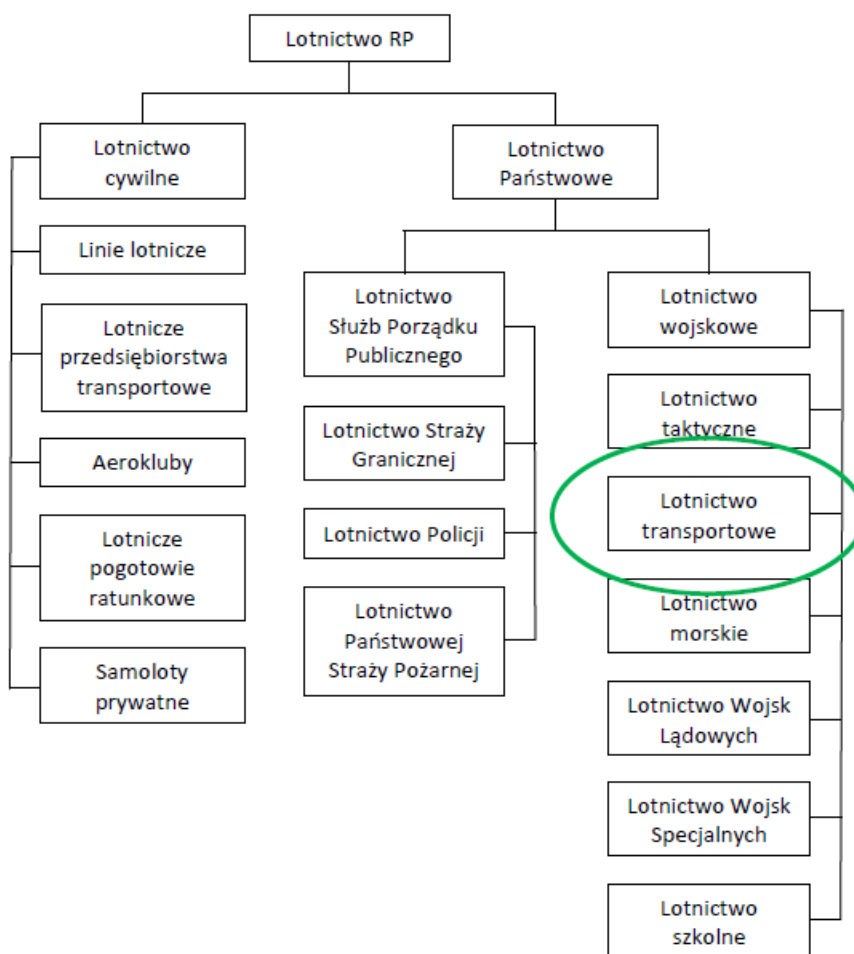 Lotnictwo RP
Lotnictwo
cywilne
Lotnictwo
Państwowe
Linie lotnicze
Lotnicze
przedsiębiorstwa
transportowe
Aerokluby
Lotnicze
pogotowie
ratunkowe
Samoloty
prywatne
Lotnictwo
Służb Porządku
Publicznego
Lotnictwo Straży
Granicznej
Lotnictwo Policji
Lotnictwo
Państwowej
Straży Pożarnej
Lotnictwo
wojskowe
Lotnictwo
taktyczne
Lotnictwo
transportowe
Lotnictwo
morskie
Lotnictwo Wojsk
Lądowych
Lotnictwo Wojsk
Specjalnych
Lotnictwo
szkolne